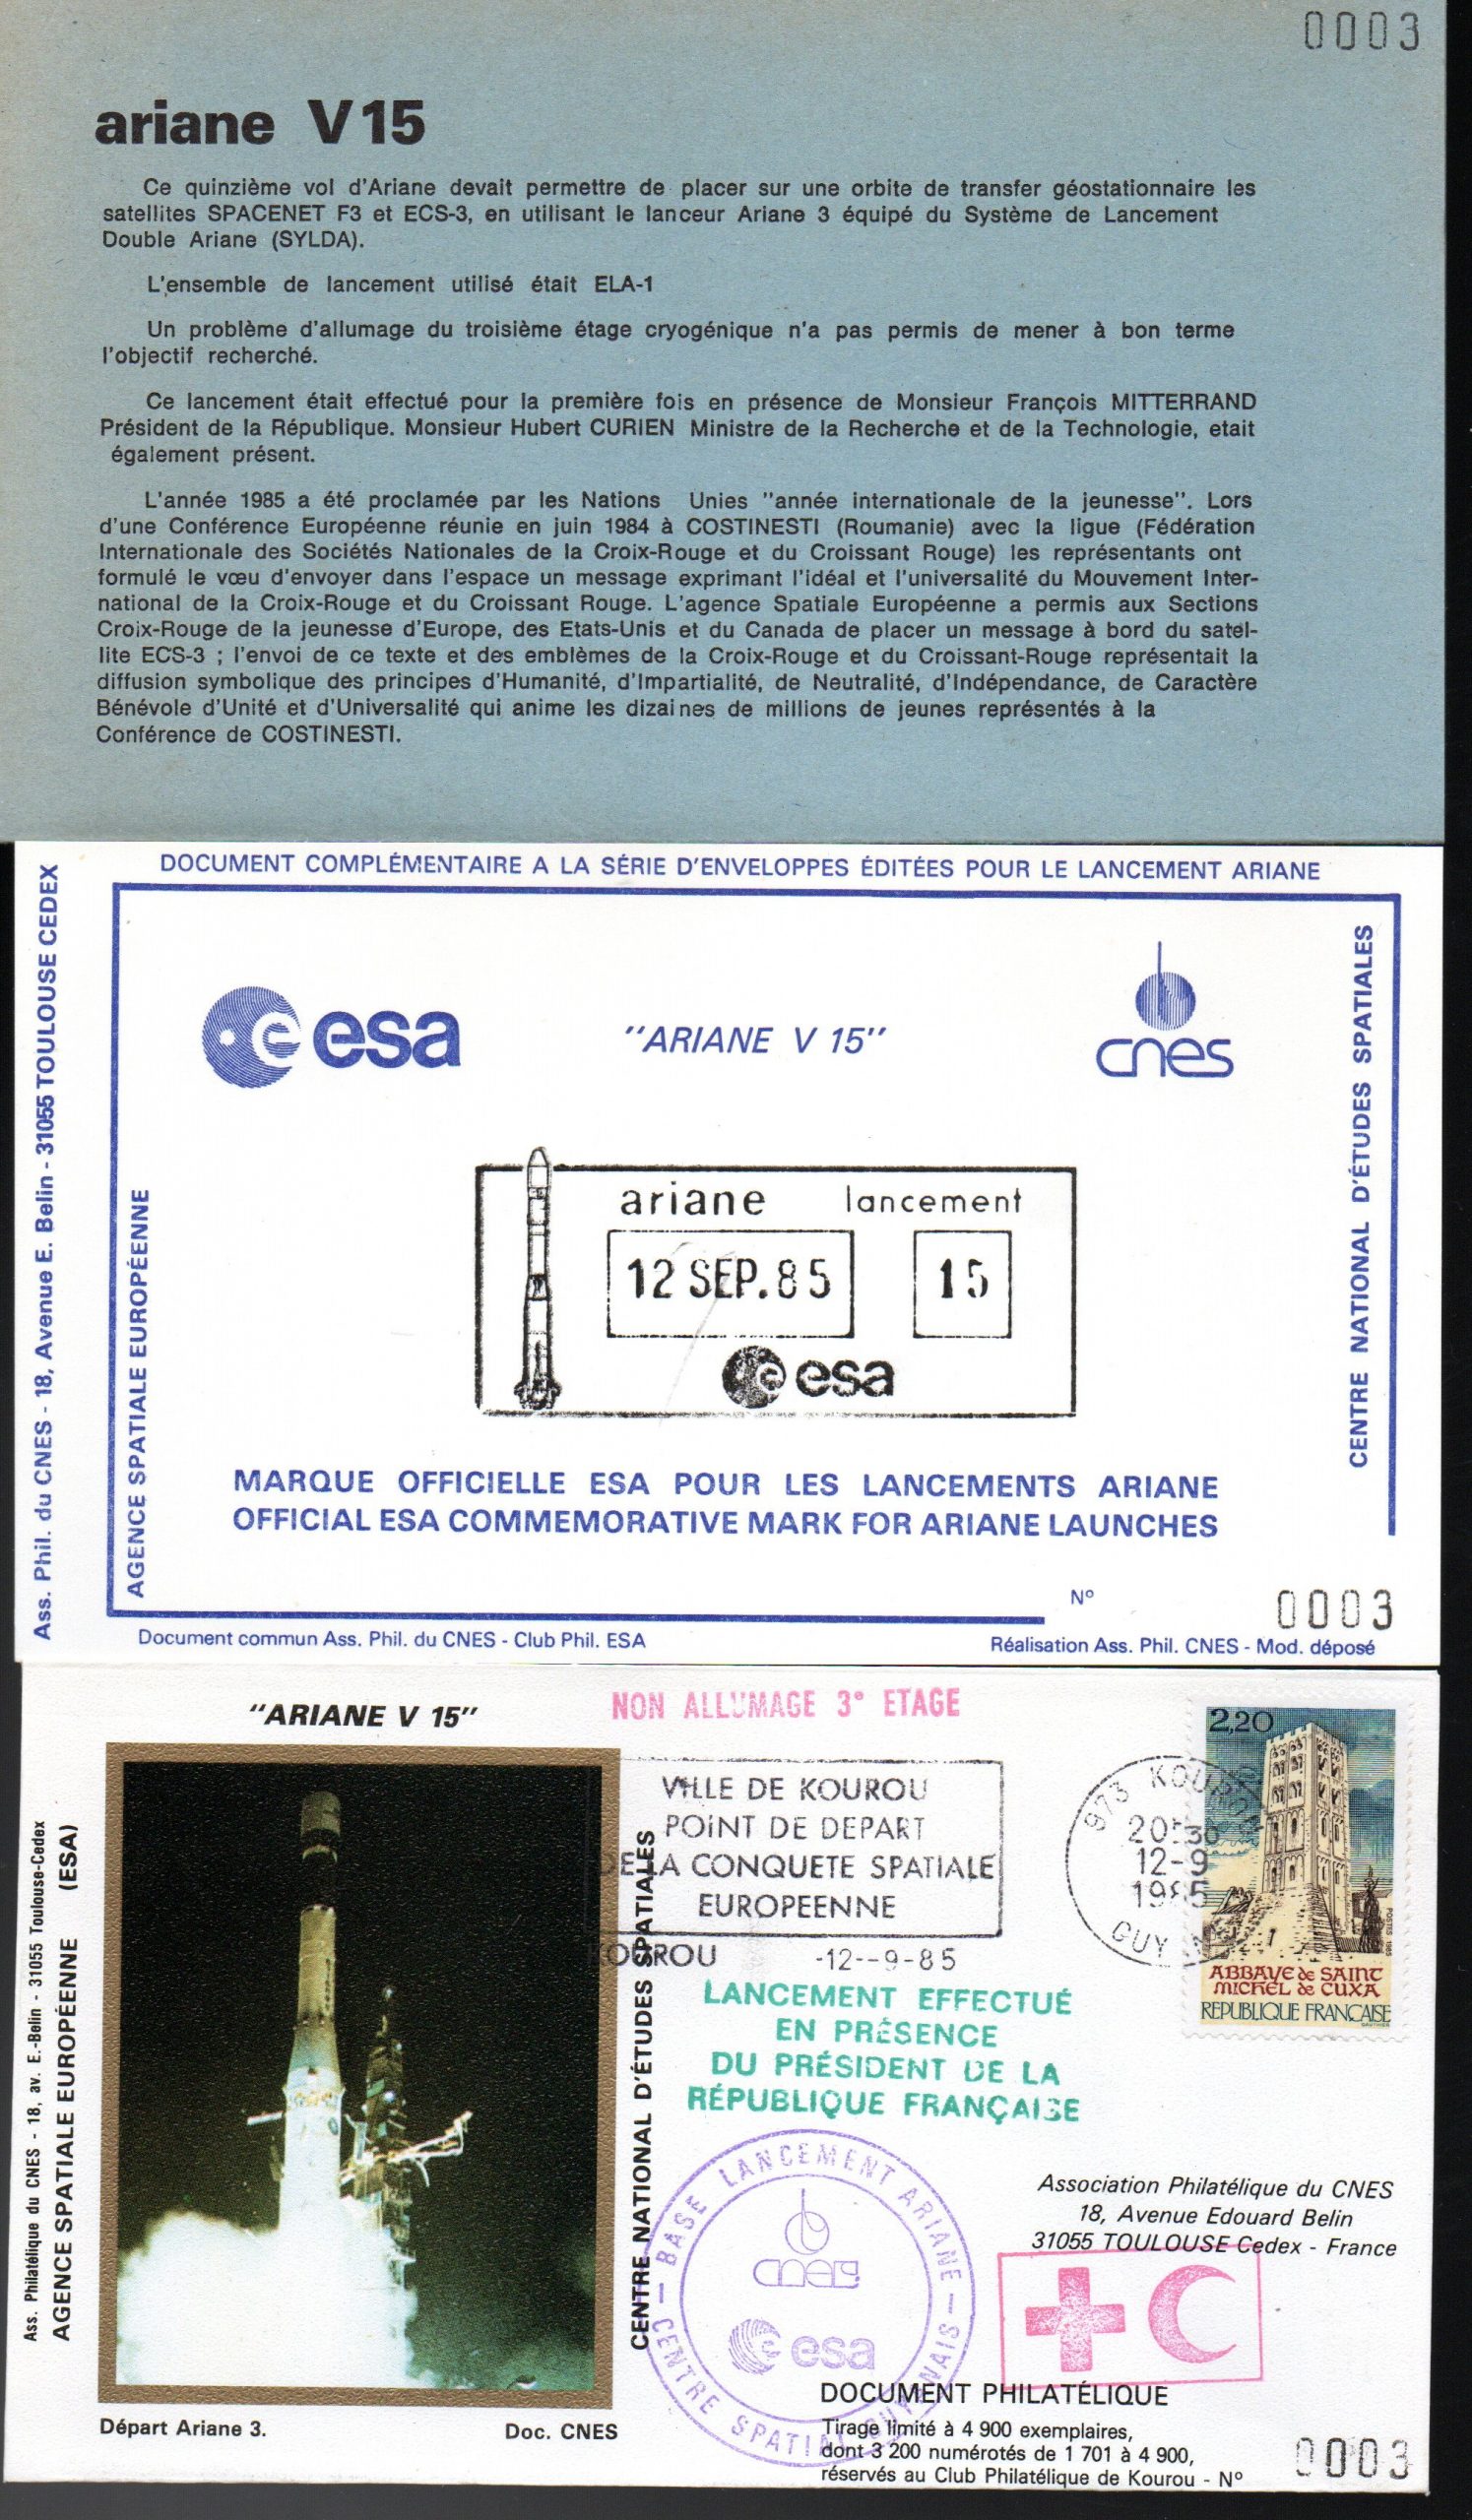 0003
ariane V15
Ce quinzième vol d'Ariane devait permettre de placer sur une orbite de transfer géostationnaire les
satellites SPACENET F3 et ECS-3, en utilisant le lanceur Ariane 3 équipé du Système de Lancement
Double Ariane (SYLDA).
L'ensemble de lancement utilisé était ELA-1
Un problème d'allumage du troisième étage cryogénique n'a pas permis de mener à bon terme
l'objectif recherché.
Ce lancement était effectué pour la première fois en présence de Monsieur François MITTERRAND
Président de la République. Monsieur Hubert CURIEN Ministre de la Recherche et de la Technologie, etait
également présent.
L'année 1985 a été proclamée par les Nations Unies "année internationale de la jeunesse". Lors
d'une Conférence Européenne réunie en juin 1984 à COSTINESTI (Roumanie) avec la ligue (Fédération
Internationale des Sociétés Nationales de la Croix-Rouge et du Croissant Rouge) les représentants ont
formulé le vœu d'envoyer dans l'espace un message exprimant l'idéal et l'universalité du Mouvement Inter-
national de la Croix-Rouge et du Croissant Rouge. L'agence Spatiale Européenne a permis aux Sections
Croix-Rouge de la jeunesse d'Europe, des Etats-Unis et du Canada de placer un message à bord du satel-
lite ECS-3 ; l'envoi de ce texte et des emblèmes de la Croix-Rouge et du Croissant-Rouge représentait la
diffusion symbolique des principes d'Humanité, d'Impartialité, de Neutralité, d'Indépendance, de Caractère
Bénévole d'Unité et d'Universalité qui anime les dizaines de millions de jeunes représentés à la
Conférence de COSTINESTI.
DOCUMENT COMPLÉMENTAIRE A LA SÉRIE D'ENVELOPPES ÉDITÉES POUR LE LANCEMENT ARIANE
Ass. Phil. du CNES - 18, Avenue E. Belin - 31055 TOULOUSE CEDEX
AGENCE SPATIALE EUROPÉENNE
CENTRE NATIONAL D'ÉTUDES SPATIALES
esa
"ARIANE V 15"
cnes
ariane lancement
12 SEP. 85 15
esa
MARQUE OFFICIELLE ESA POUR LES LANCEMENTS ARIANE
OFFICIAL ESA COMMEMORATIVE MARK FOR ARIANE LAUNCHES
N° 0003
Document commun Ass. Phil. du CNES - Club Phil. ESA
Réalisation Ass. Phil. CNES - Mod. déposé
"ARIANE V 15"
NON ALLUMAGE 3° ETAGE
Ass. Philatélique du CNES - 18, av. E.-Belin - 31055 Toulouse-Cedex
AGENCE SPATIALE EUROPÉENNE (ESA)
CENTRE NATIONAL D'ÉTUDES SPATIALES
VILLE DE KOUROU
POINT DE DEPART
DE LA CONQUETE SPATIALE
EUROPEENNE
KOUROU -12--9-85
973 KOUROU
20H30
12-9
1985
GUY
2,20
POSTES 1985
ABBAYE de SAINT
MICHEL de CUXA
REPUBLIQUE FRANÇAISE
GAUTHIER
LANCEMENT EFFECTUÉ
EN PRÉSENCE
DU PRÉSIDENT DE LA
RÉPUBLIQUE FRANÇAISE
BASE LANCEMENT ARIANE
cnes
esa
CENTRE SPATIAL GUYANAIS
Association Philatélique du CNES
18, Avenue Edouard Belin
31055 TOULOUSE Cedex - France
DOCUMENT PHILATÉLIQUE
Tirage limité à 4 900 exemplaires,
dont 3 200 numérotés de 1 701 à 4 900,
réservés au Club Philatélique de Kourou - N° 0003
Départ Ariane 3. Doc. CNES